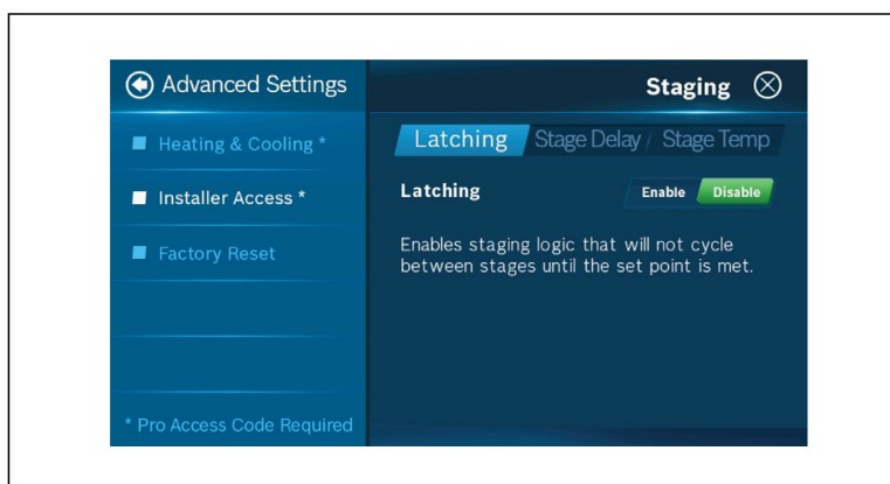 Advanced Settings
Heating & Cooling *
Installer Access *
Factory Reset
* Pro Access Code Required
Staging
Latching / Stage Delay / Stage Temp
Latching
Enable Disable
Enables staging logic that will not cycle
between stages until the set point is met.